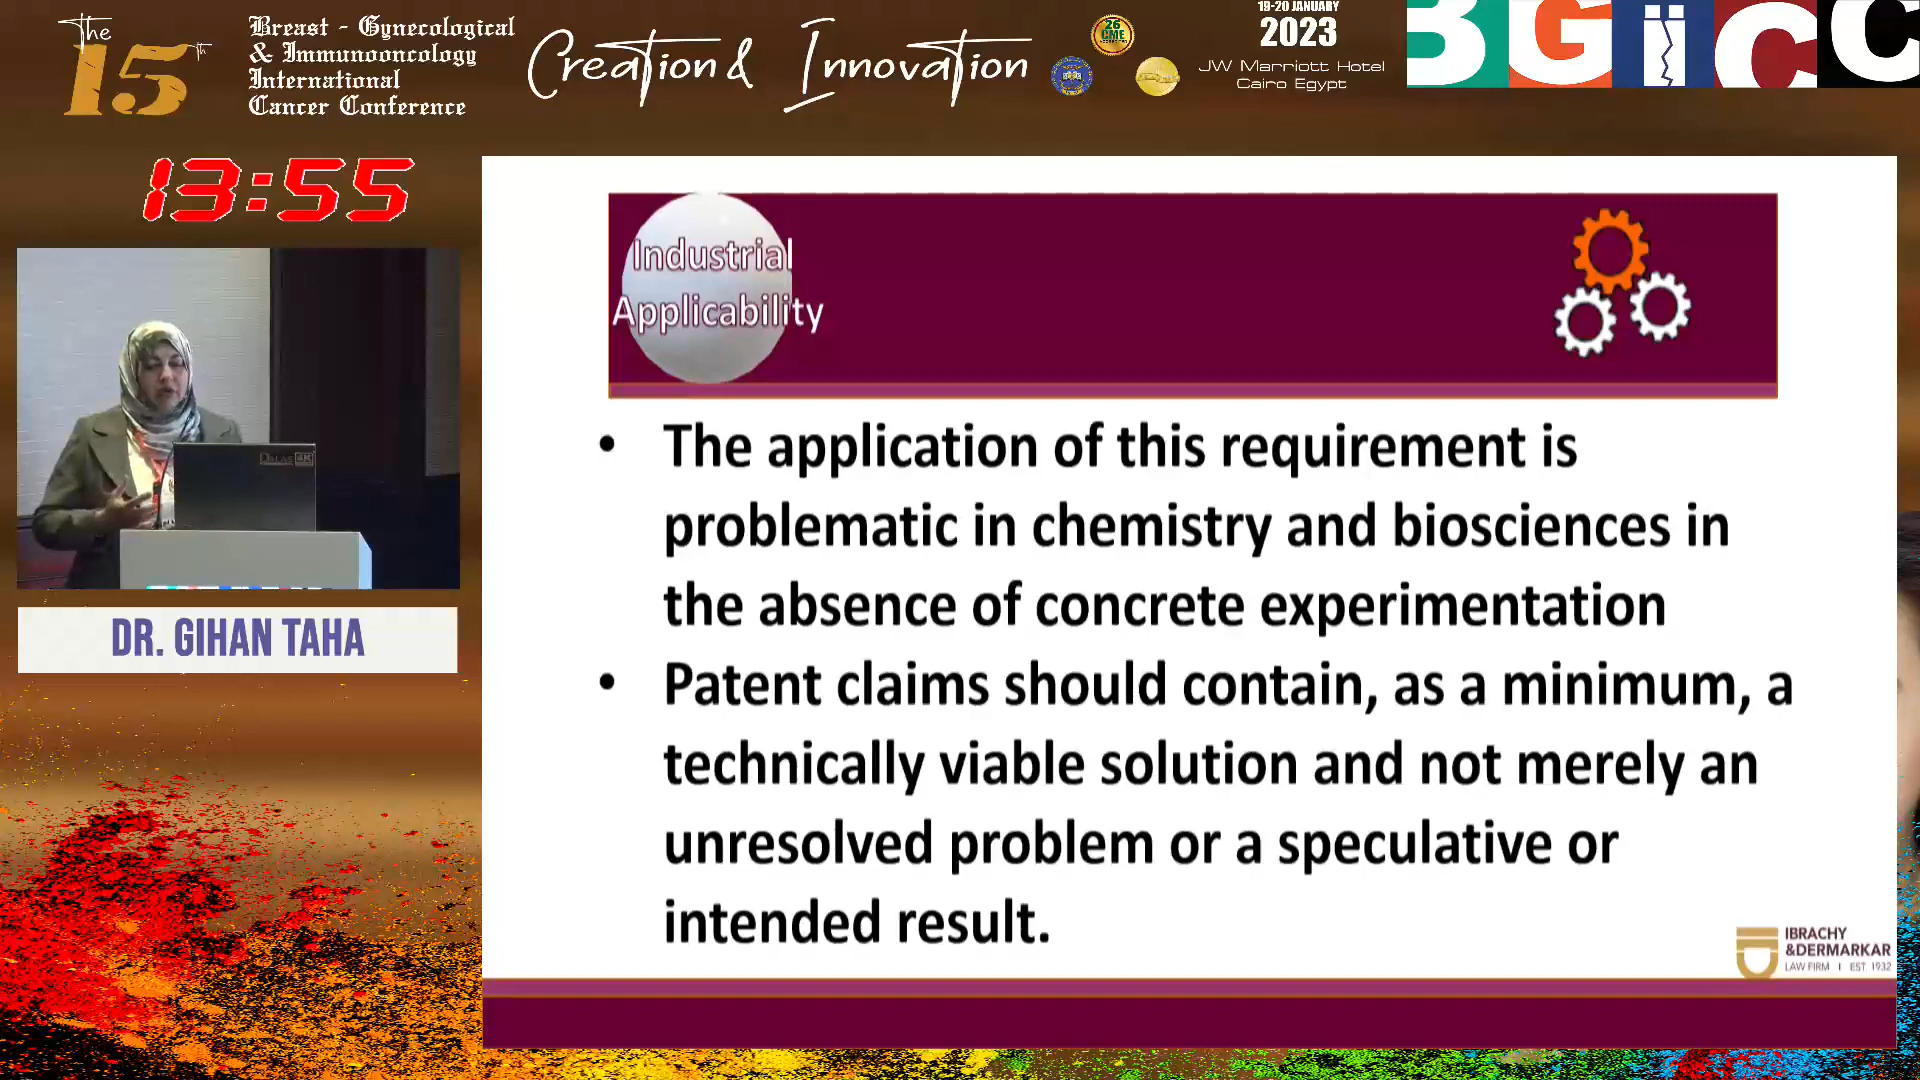 The
15th
Breast - Gynecological
& Immunooncology
International
Cancer Conference
Creation & Innovation
26
CME
19-20 JANUARY
2023
JW Marriott Hotel
Cairo Egypt
BGiCC
13:55
DR. GIHAN TAHA
Industrial
Applicability
• The application of this requirement is
problematic in chemistry and biosciences in
the absence of concrete experimentation
• Patent claims should contain, as a minimum, a
technically viable solution and not merely an
unresolved problem or a speculative or
intended result.
IBRACHY
&DERMARKAR
LAW FIRM | EST. 1932